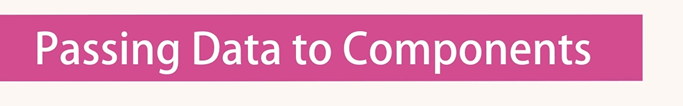 Passing Data to Components